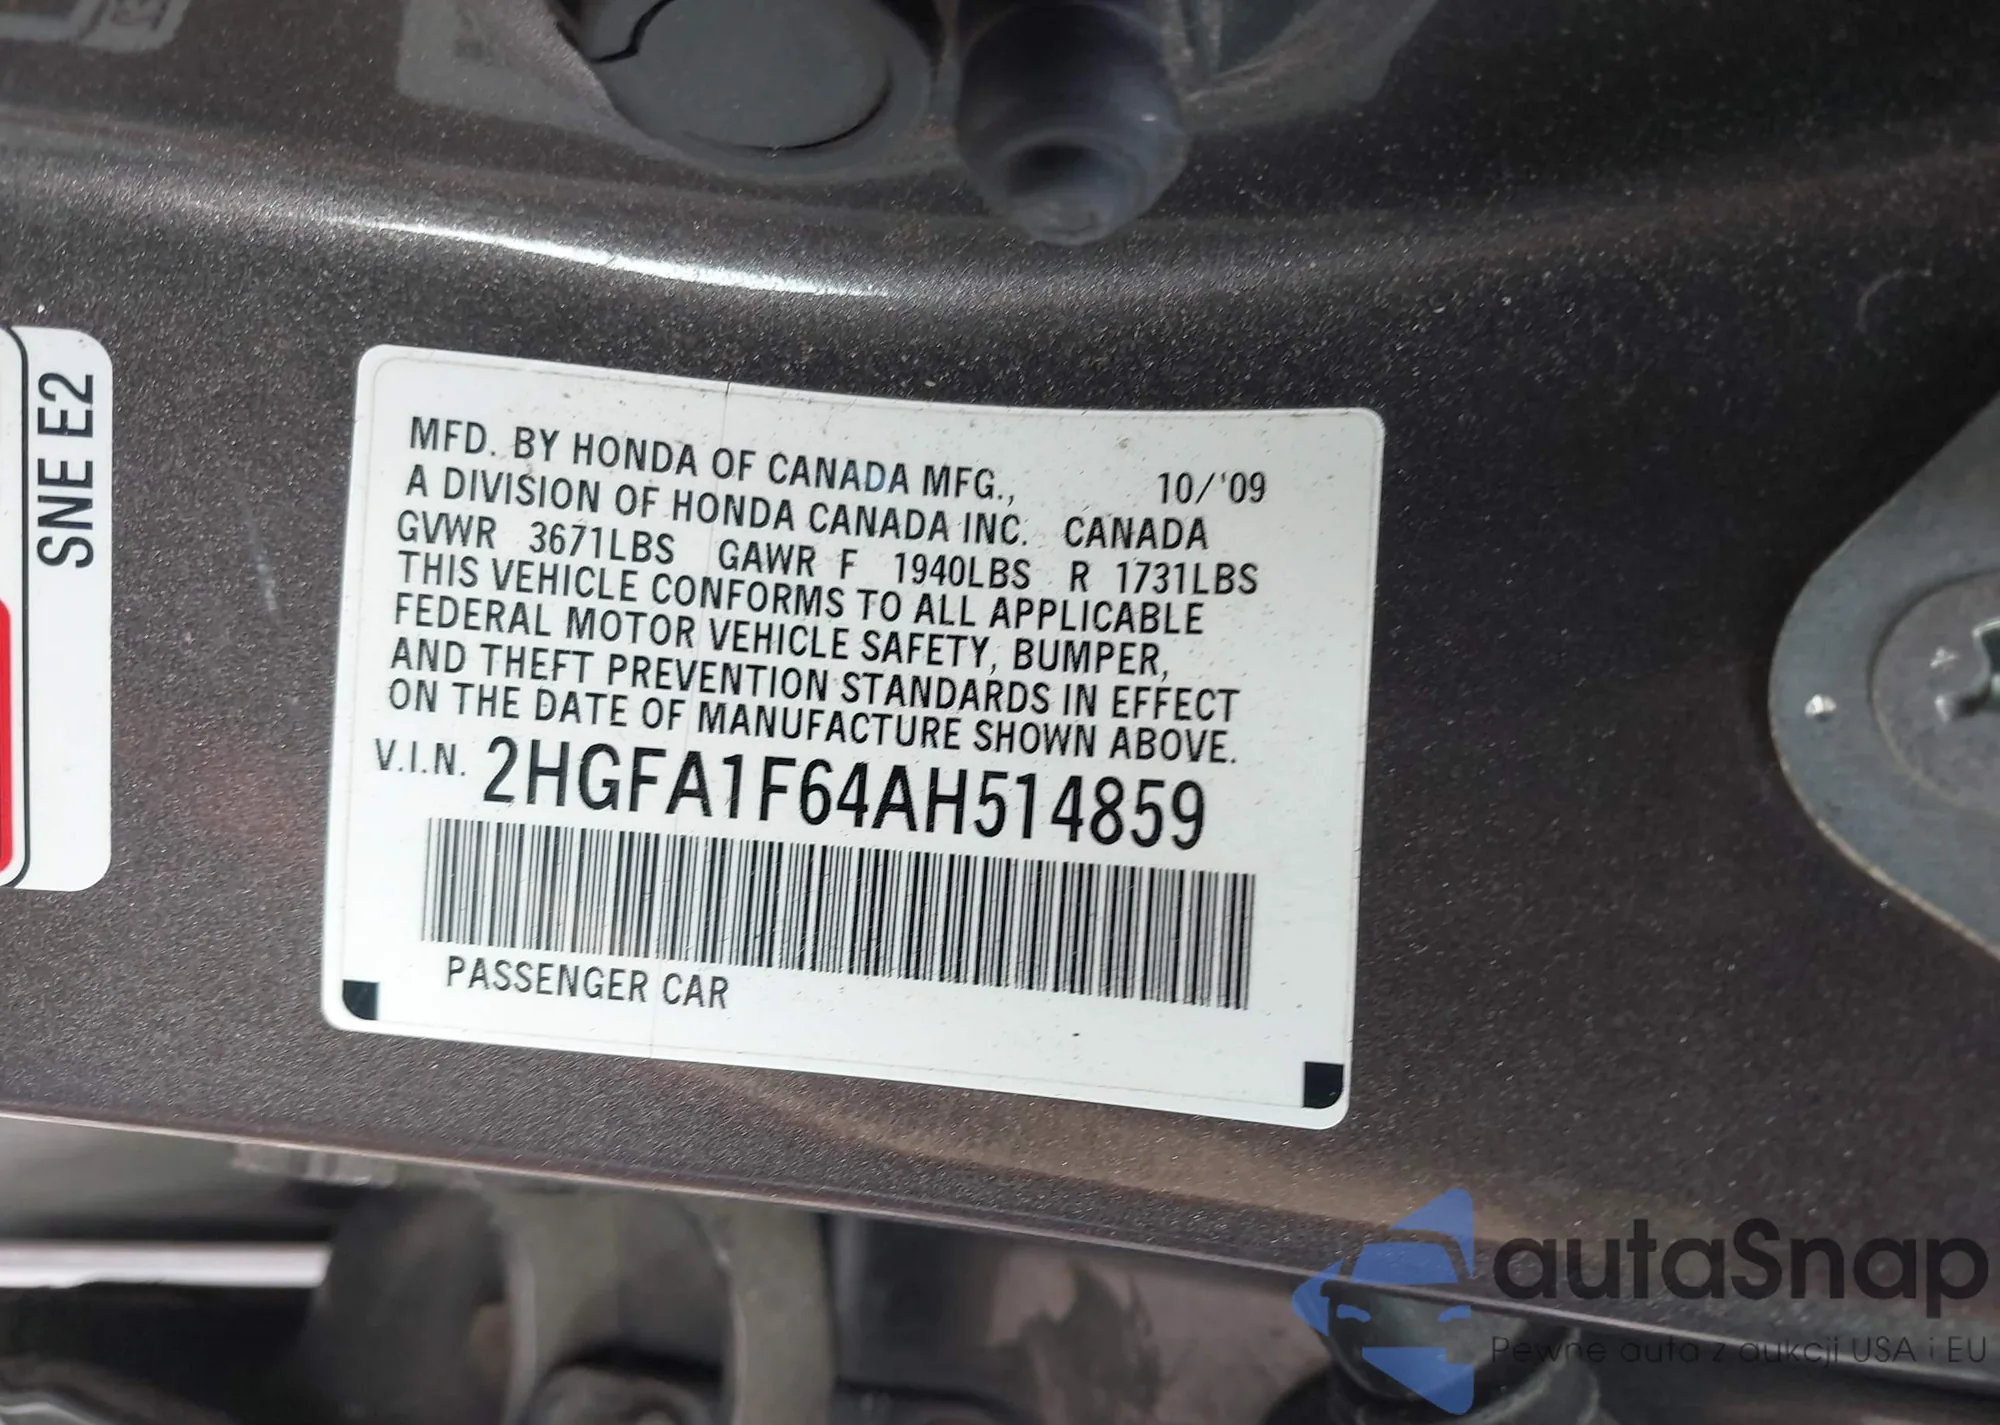 SNE E2
MFD. BY HONDA OF CANADA MFG., 10/'09
A DIVISION OF HONDA CANADA INC. CANADA
GVWR 3671LBS GAWR F 1940LBS R 1731LBS
THIS VEHICLE CONFORMS TO ALL APPLICABLE
FEDERAL MOTOR VEHICLE SAFETY, BUMPER,
AND THEFT PREVENTION STANDARDS IN EFFECT
ON THE DATE OF MANUFACTURE SHOWN ABOVE.
V.I.N. 2HGFA1F64AH514859
PASSENGER CAR
autaSnap
Pewne auta z aukcji USA i EU